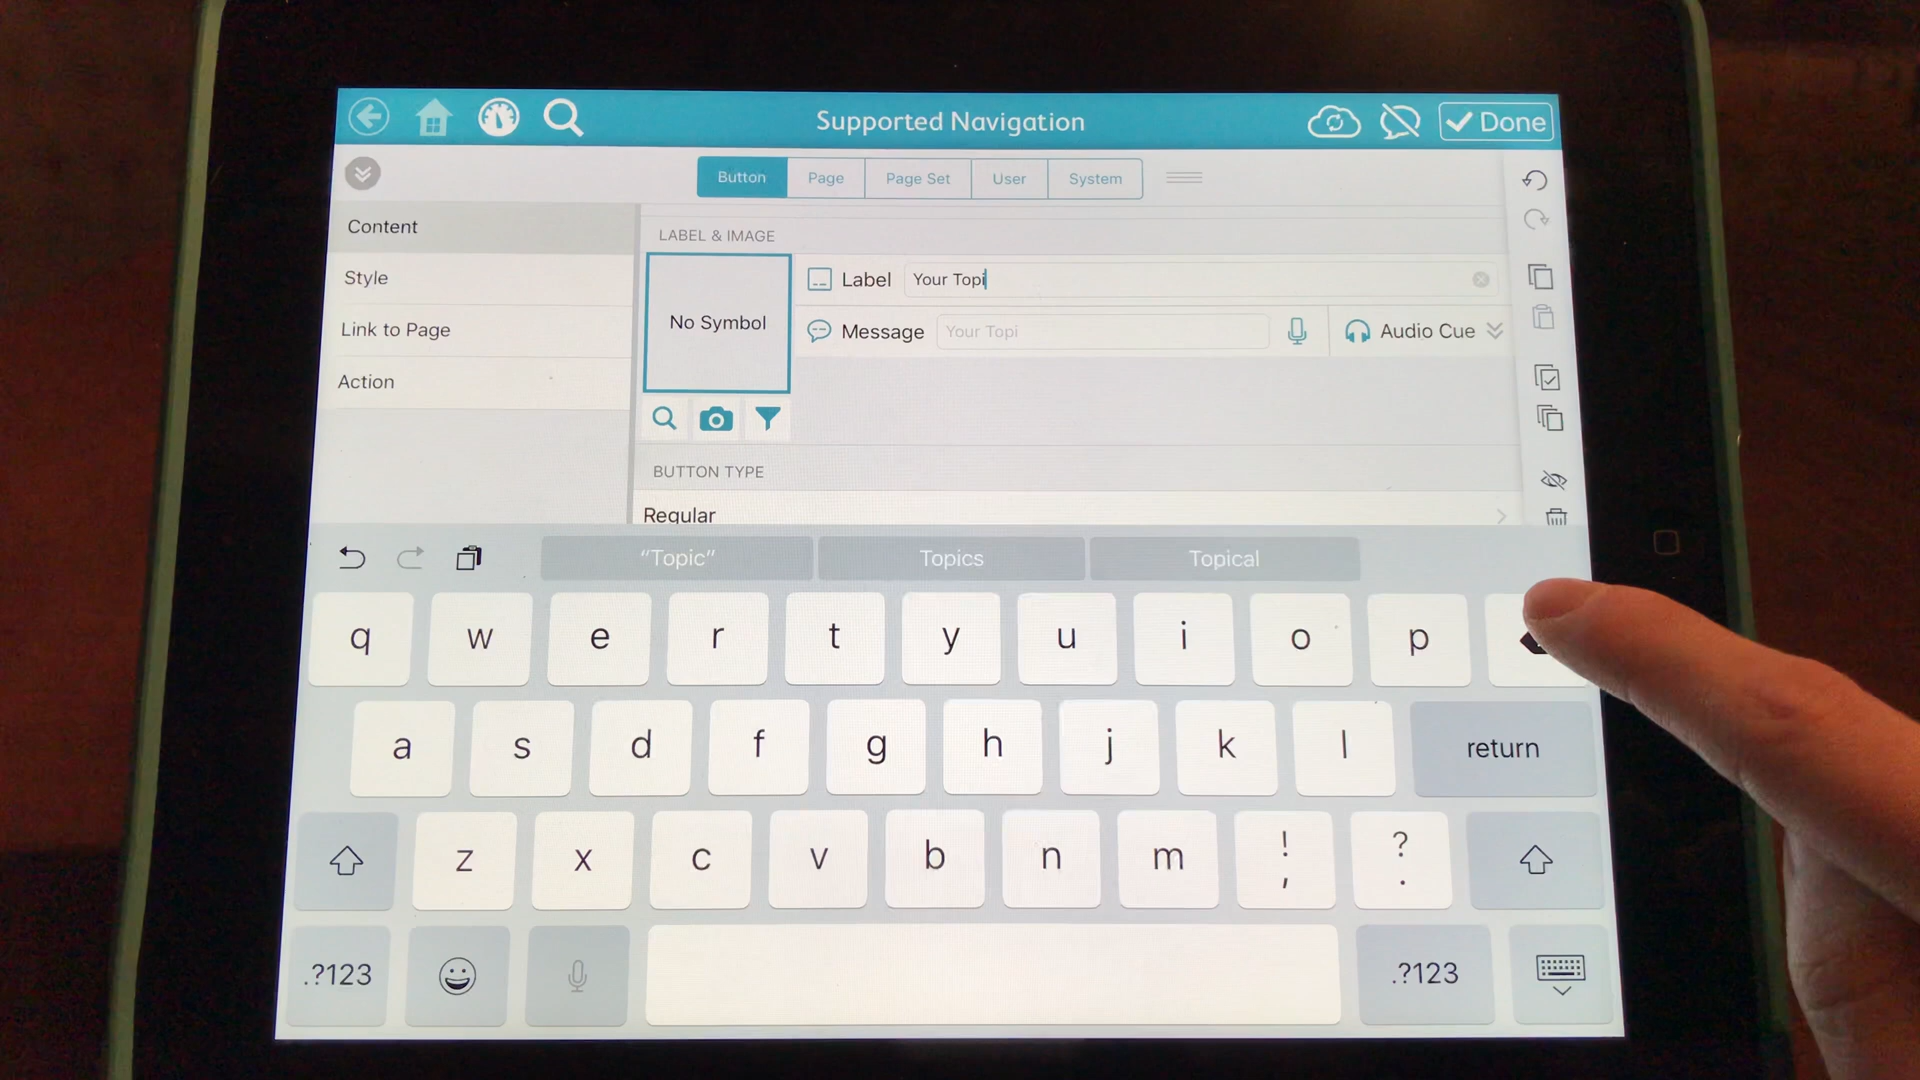 Supported Navigation
Done
Button Page Page Set User System
Content
Style
Link to Page
Action
LABEL & IMAGE
No Symbol
Label Your Topi
Message Your Topi
Audio Cue
BUTTON TYPE
Regular
“Topic” Topics Topical
q w e r t y u i o p
a s d f g h j k l return
z x c v b n m ! , ? .
.?123 .?123